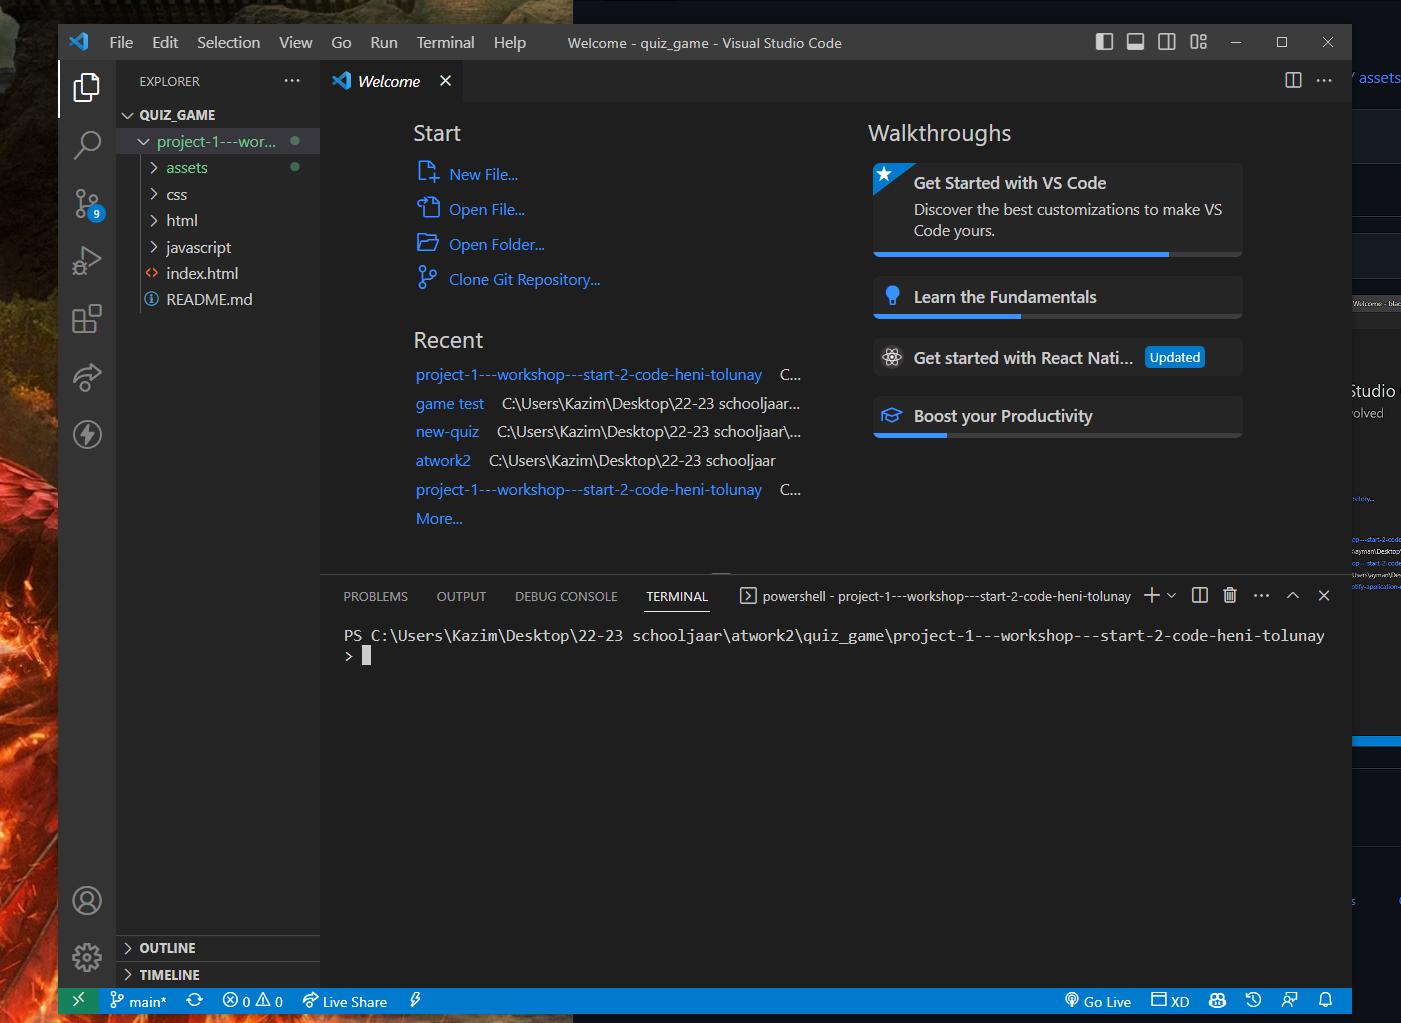 File Edit Selection View Go Run Terminal Help Welcome - quiz_game - Visual Studio Code
EXPLORER
QUIZ_GAME
project-1---wor...
assets
css
html
javascript
index.html
README.md
OUTLINE
TIMELINE
9
Welcome
Start
New File...
Open File...
Open Folder...
Clone Git Repository...
Recent
project-1---workshop---start-2-code-heni-tolunay C...
game test C:\Users\Kazim\Desktop\22-23 schooljaar...
new-quiz C:\Users\Kazim\Desktop\22-23 schooljaar\...
atwork2 C:\Users\Kazim\Desktop\22-23 schooljaar
project-1---workshop---start-2-code-heni-tolunay C...
More...
Walkthroughs
Get Started with VS Code
Discover the best customizations to make VS
Code yours.
Learn the Fundamentals
Get started with React Nati... Updated
Boost your Productivity
PROBLEMS OUTPUT DEBUG CONSOLE TERMINAL powershell - project-1---workshop---start-2-code-heni-tolunay
PS C:\Users\Kazim\Desktop\22-23 schooljaar\atwork2\quiz_game\project-1---workshop---start-2-code-heni-tolunay
>
main* 0 0 Live Share Go Live XD
/ assets
Welcome - blac
Studio
volved